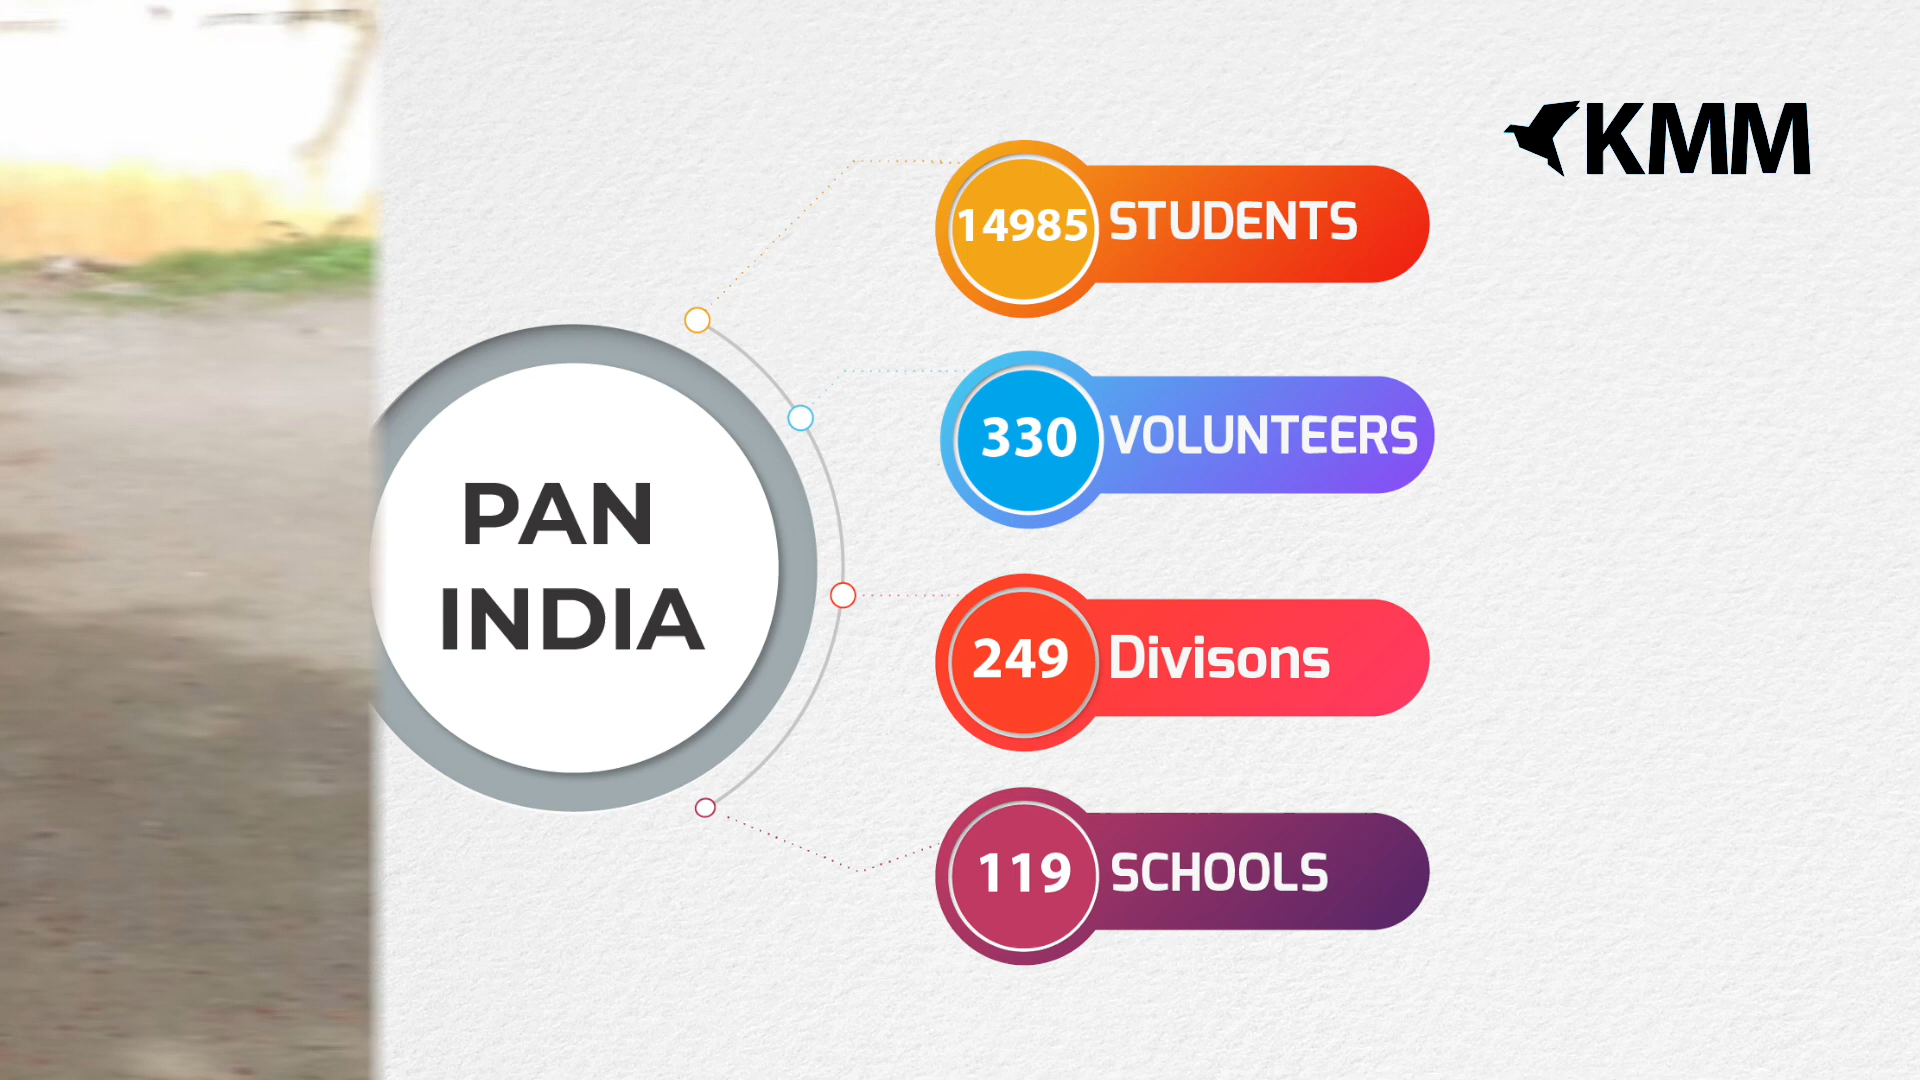 KMM
14985 STUDENTS
330 VOLUNTEERS
PAN
INDIA
249 Divisons
119 SCHOOLS